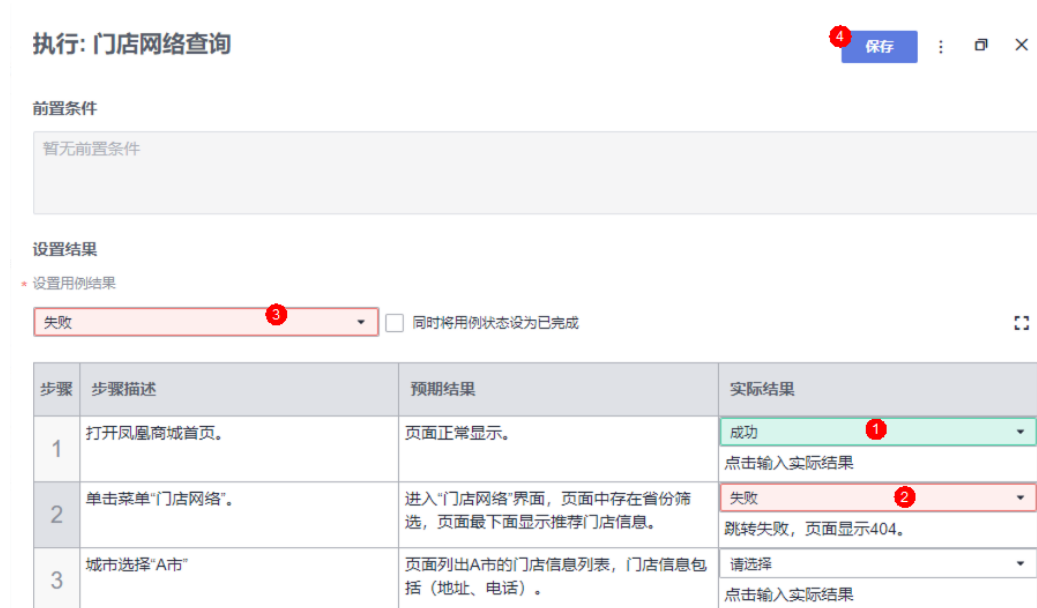 执行: 门店网络查询
4
保存
前置条件
暂无前置条件
设置结果
* 设置用例结果
失败
3
同时将用例状态设为已完成
步骤 步骤描述 预期结果 实际结果
1 打开凤凰商城首页。 页面正常显示。 成功 1
点击输入实际结果
2 单击菜单“门店网络”。 进入“门店网络”界面，页面中存在省份筛 失败 2
选，页面最下面显示推荐门店信息。 跳转失败，页面显示404。
3 城市选择“A市” 页面列出A市的门店信息列表，门店信息包 请选择
括（地址、电话）。 点击输入实际结果